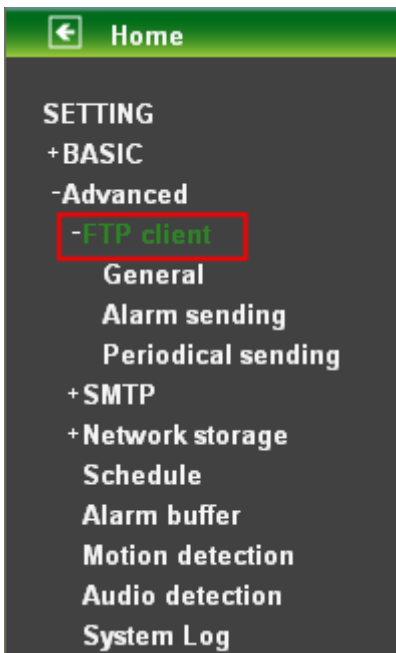 Home
SETTING
+BASIC
-Advanced
-FTP client
General
Alarm sending
Periodical sending
+SMTP
+Network storage
Schedule
Alarm buffer
Motion detection
Audio detection
System Log